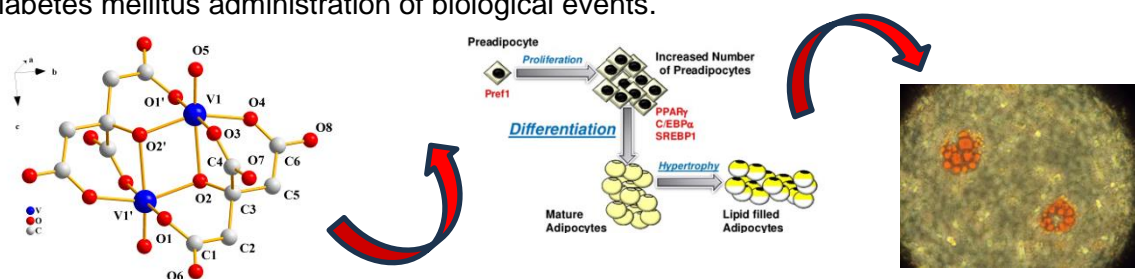 diabetes mellitus administration of biological events.
a
b
c
O5
O1'
V1
O4
O3
O8
O2'
C4
O7
C6
O2
C5
V1'
C3
O1
C2
C1
O6
V
O
C
Preadipocyte
Proliferation
Increased Number
of Preadipocytes
Pref1
PPARγ
C/EBPα
SREBP1
Differentiation
Hypertrophy
Mature
Adipocytes
Lipid filled
Adipocytes